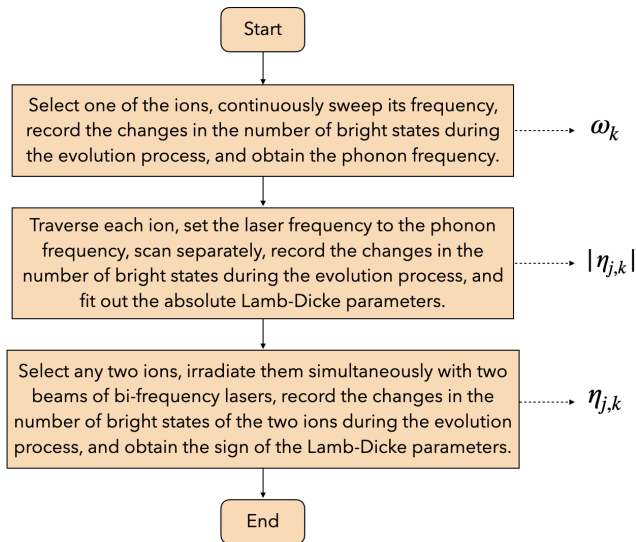 Start
Select one of the ions, continuously sweep its frequency,
record the changes in the number of bright states during
the evolution process, and obtain the phonon frequency.
ω_k
Traverse each ion, set the laser frequency to the phonon
frequency, scan separately, record the changes in the
number of bright states during the evolution process, and
fit out the absolute Lamb-Dicke parameters.
|η_{j,k}|
Select any two ions, irradiate them simultaneously with two
beams of bi-frequency lasers, record the changes in the
number of bright states of the two ions during the evolution
process, and obtain the sign of the Lamb-Dicke parameters.
η_{j,k}
End